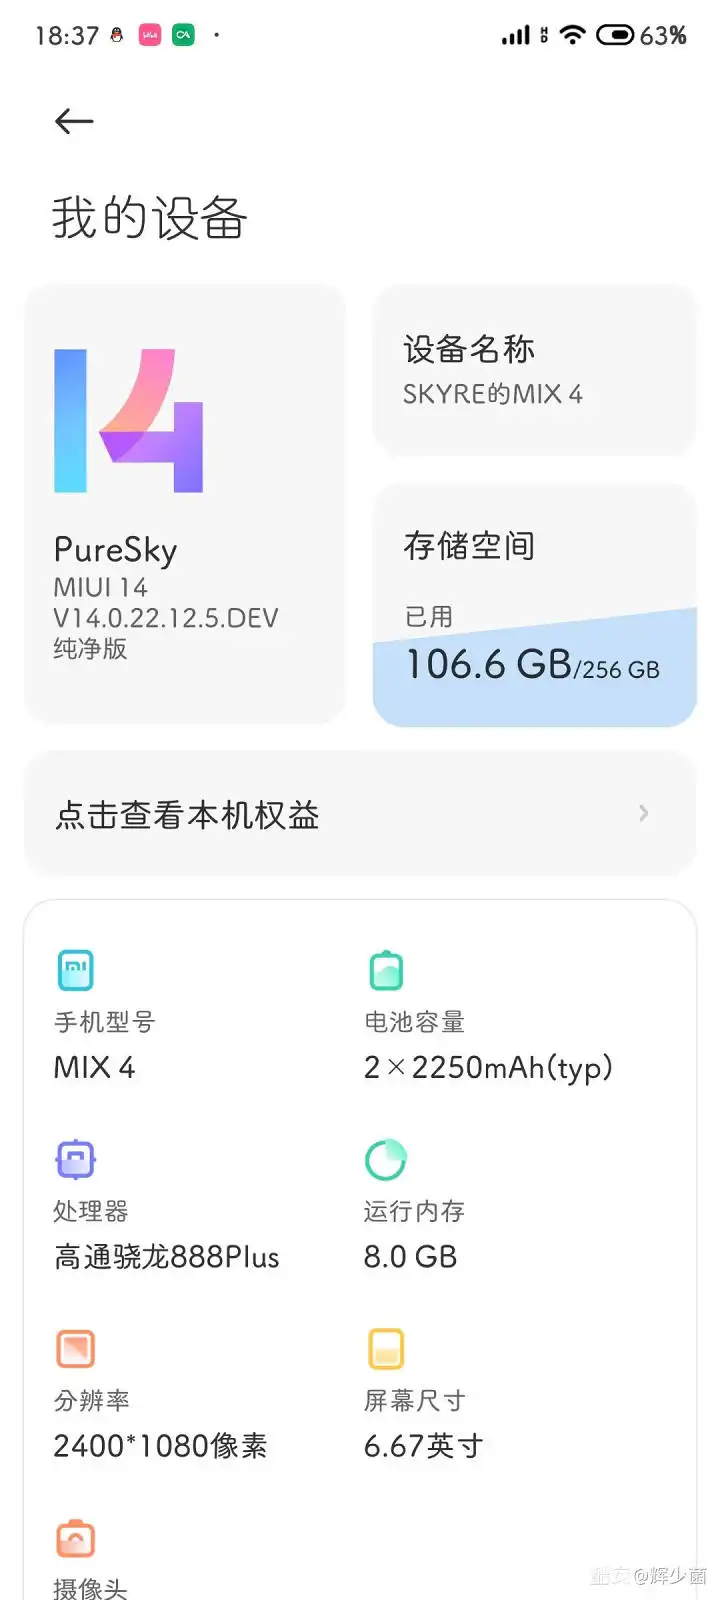 18:37
HD
63%
我的设备
14
PureSky
MIUI 14
V14.0.22.12.5.DEV
纯净版
设备名称
SKYRE的MIX 4
存储空间
已用
106.6 GB/256 GB
点击查看本机权益
手机型号
MIX 4
电池容量
2×2250mAh(typ)
处理器
高通骁龙888Plus
运行内存
8.0 GB
分辨率
2400*1080像素
屏幕尺寸
6.67英寸
摄像头
酷安@辉少菌